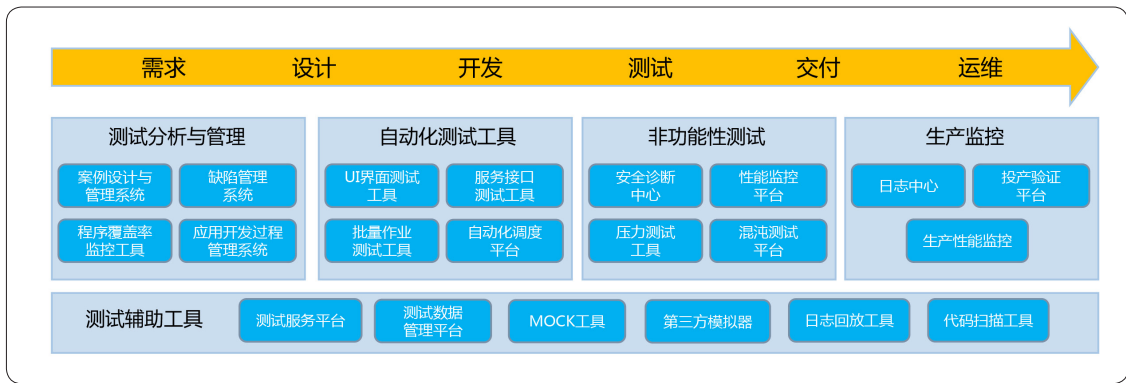 需求 设计 开发 测试 交付 运维
测试分析与管理
案例设计与
管理系统
缺陷管理
系统
程序覆盖率
监控工具
应用开发过程
管理系统
自动化测试工具
UI界面测试
工具
服务接口
测试工具
批量作业
测试工具
自动化调度
平台
非功能性测试
安全诊断
中心
性能监控
平台
压力测试
工具
混沌测试
平台
生产监控
日志中心
投产验证
平台
生产性能监控
测试辅助工具
测试服务平台
测试数据
管理平台
MOCK工具
第三方模拟器
日志回放工具
代码扫描工具